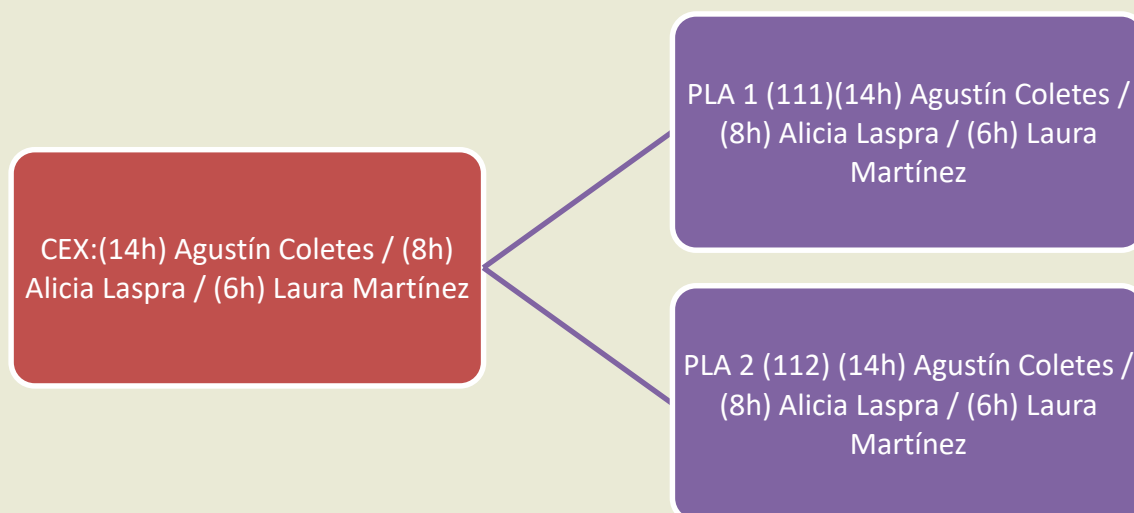 CEX:(14h) Agustín Coletes / (8h)
Alicia Laspra / (6h) Laura Martínez
PLA 1 (111)(14h) Agustín Coletes /
(8h) Alicia Laspra / (6h) Laura
Martínez
PLA 2 (112) (14h) Agustín Coletes /
(8h) Alicia Laspra / (6h) Laura
Martínez